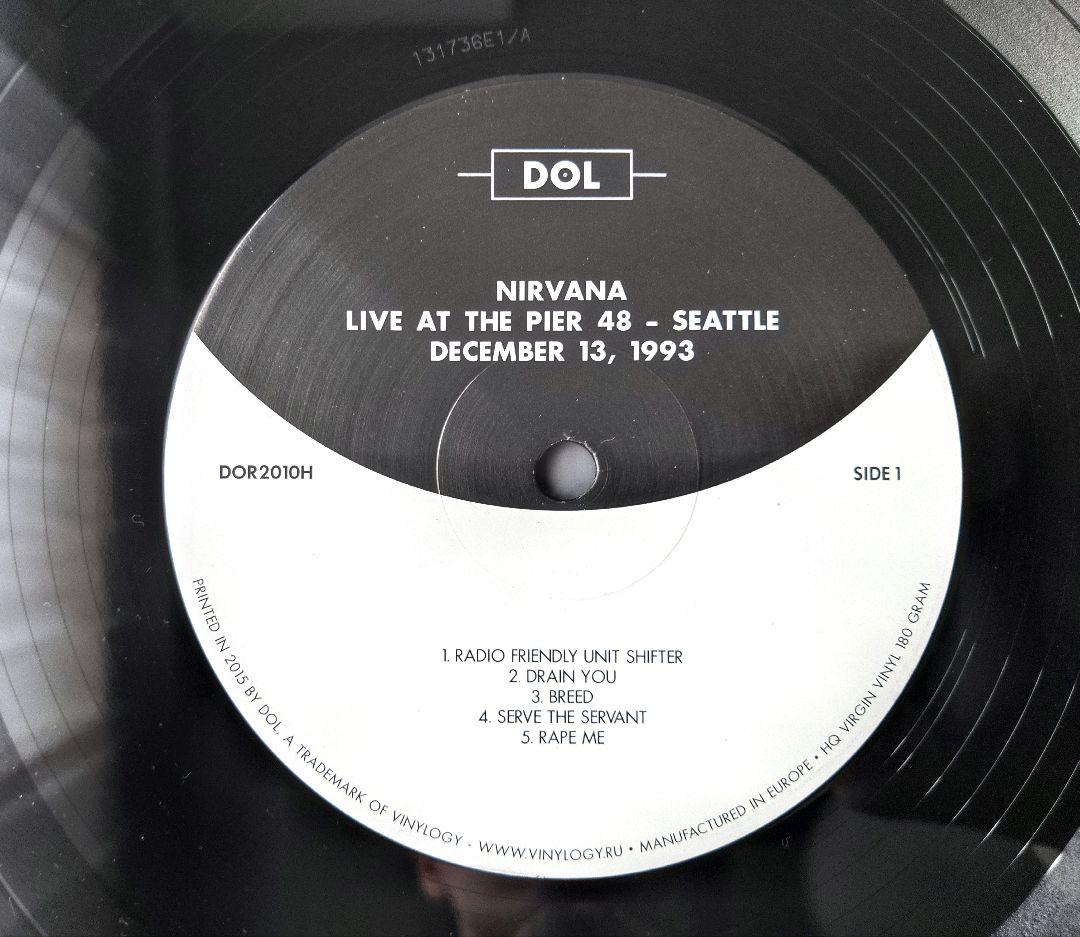 131736E1/A
DOL
NIRVANA
LIVE AT THE PIER 48 – SEATTLE
DECEMBER 13, 1993
DOR2010H
SIDE 1
1. RADIO FRIENDLY UNIT SHIFTER
2. DRAIN YOU
3. BREED
4. SERVE THE SERVANT
5. RAPE ME
PRINTED IN 2015 BY DOL, A TRADEMARK OF VINYLOGY - WWW.VINYLOGY.RU • MANUFACTURED IN EUROPE • HQ VIRGIN VINYL 180 GRAM